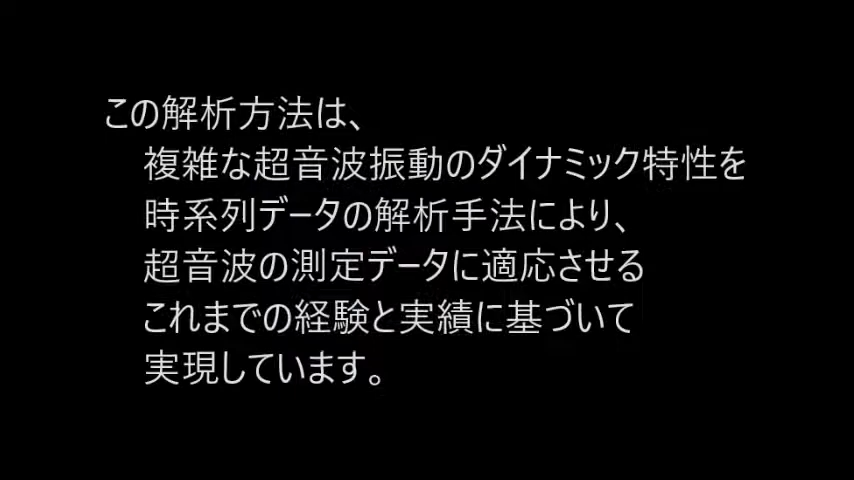 この解析方法は、
複雑な超音波振動のダイナミック特性を
時系列データの解析手法により、
超音波の測定データに適応させる
これまでの経験と実績に基づいて
実現しています。